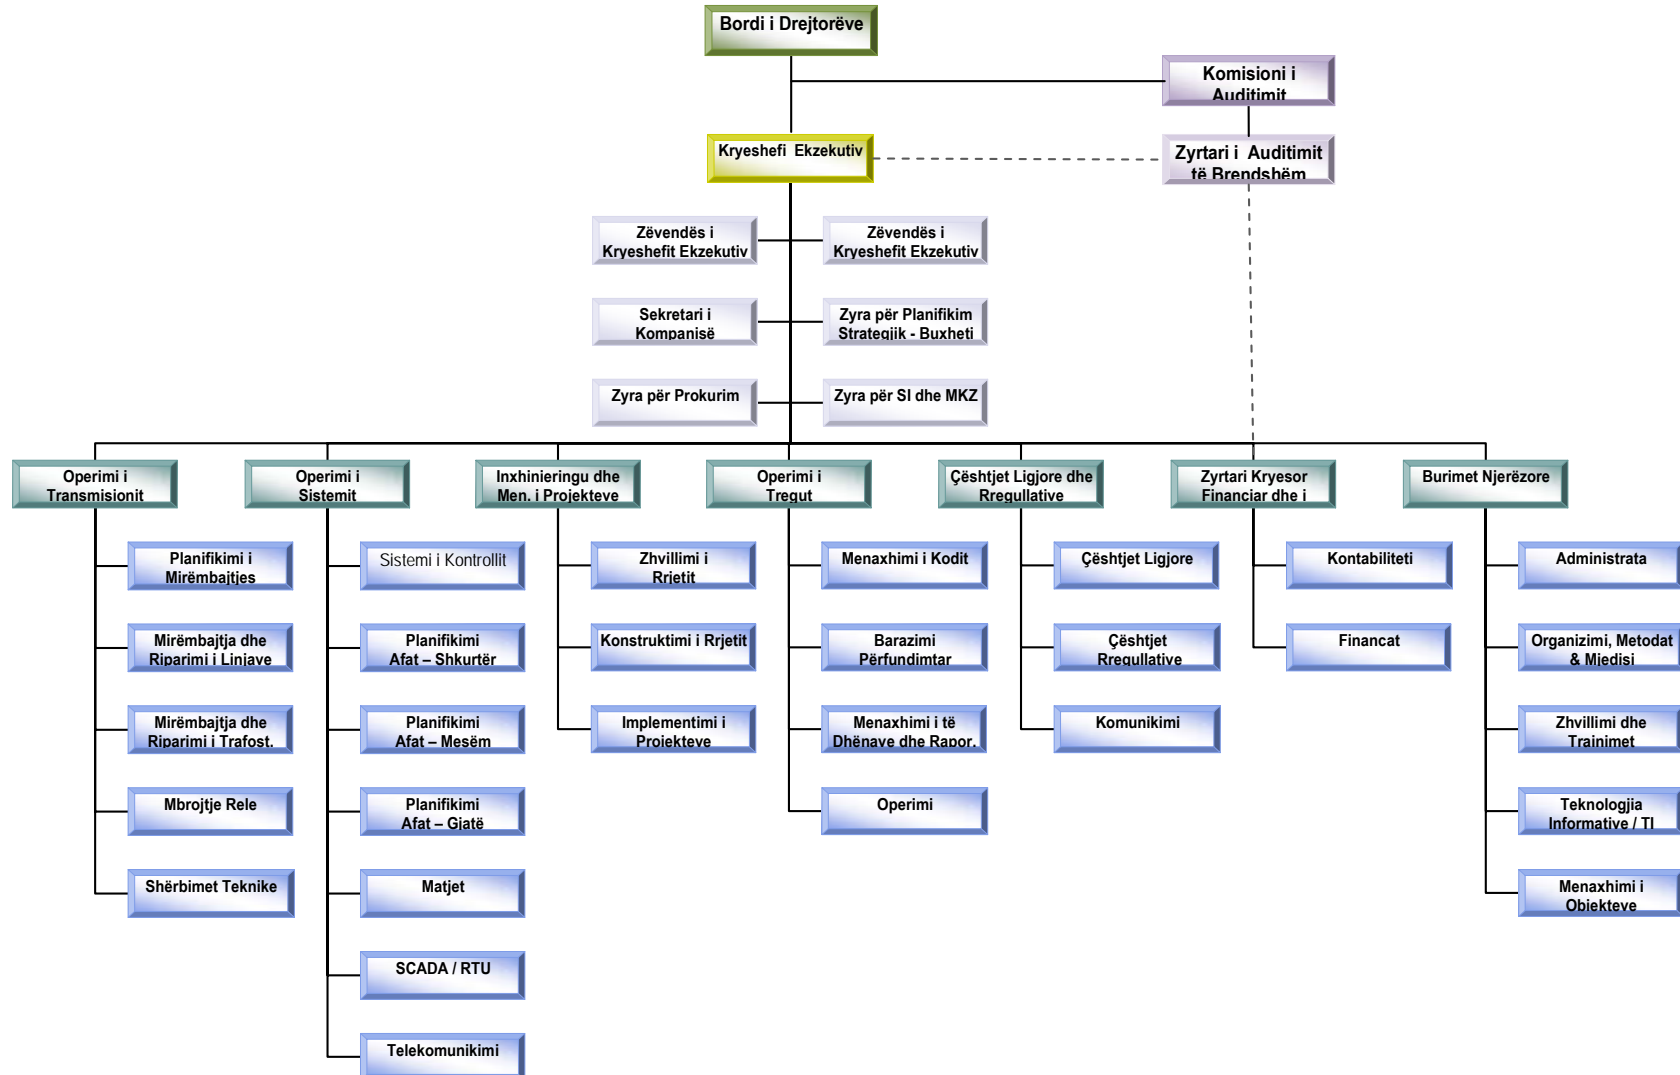 Bordi i Drejtorëve
Komisioni i
Auditimit
Kryeshefi Ekzekutiv
Zyrtari i Auditimit
të Brendshëm
Zëvendës i
Kryeshefit Ekzekutiv
Zëvendës i
Kryeshefit Ekzekutiv
Sekretari i
Kompanisë
Zyra për Planifikim
Strategjik - Buxheti
Zyra për Prokurim
Zyra për SI dhe MKZ
Operimi i
Transmisionit
Operimi i
Sistemit
Inxhinieringu dhe
Men. i Projekteve
Operimi i
Tregut
Çështjet Ligjore dhe
Rregullative
Zyrtari Kryesor
Financiar dhe i
Burimet Njerëzore
Planifikimi i
Mirëmbajtjes
Sistemi i Kontrollit
Zhvillimi i
Rrjetit
Menaxhimi i Kodit
Çështjet Ligjore
Kontabiliteti
Administrata
Mirëmbajtja dhe
Riparimi i Linjave
Planifikimi
Afat – Shkurtër
Konstruktimi i Rrjetit
Barazimi
Përfundimtar
Çështjet
Rregullative
Financat
Organizimi, Metodat
& Mjedisi
Mirëmbajtja dhe
Riparimi i Trafost.
Planifikimi
Afat – Mesëm
Implementimi i
Projekteve
Menaxhimi i të
Dhënave dhe Rapor.
Komunikimi
Zhvillimi dhe
Trainimet
Mbrojtje Rele
Planifikimi
Afat – Gjatë
Operimi
Teknologjia
Informative / TI
Shërbimet Teknike
Matjet
Menaxhimi i
Objekteve
SCADA / RTU
Telekomunikimi